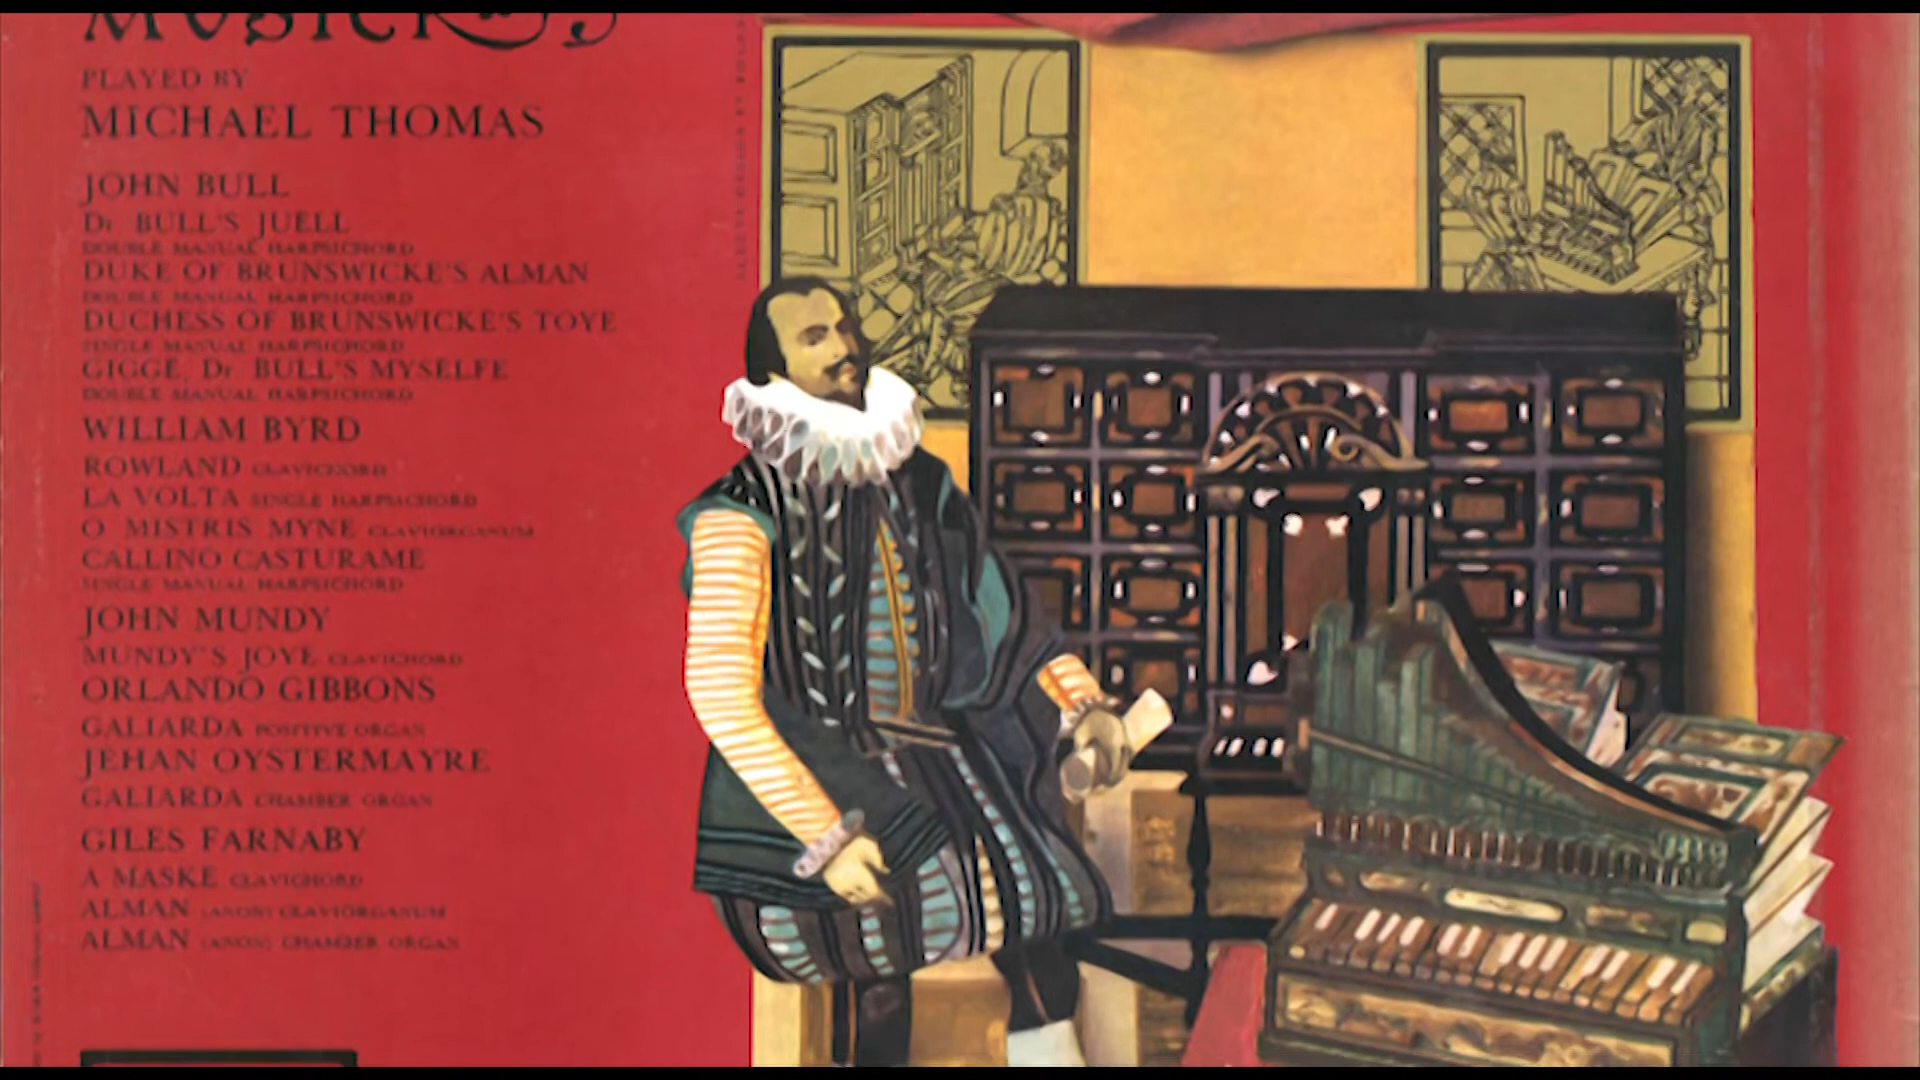 MUSICK
PLAYED BY
MICHAEL THOMAS
JOHN BULL
Dr BULL'S JUELL
DOUBLE MANUAL HARPSICHORD
DUKE OF BRUNSWICKE'S ALMAN
DOUBLE MANUAL HARPSICHORD
DUCHESS OF BRUNSWICKE'S TOYE
SINGLE MANUAL HARPSICHORD
GIGGE, Dr BULL'S MYSELFE
DOUBLE MANUAL HARPSICHORD
WILLIAM BYRD
ROWLAND CLAVICHORD
LA VOLTA SINGLE HARPSICHORD
O MISTRIS MYNE CLAVIORGANUM
CALLINO CASTURAME
SINGLE MANUAL HARPSICHORD
JOHN MUNDY
MUNDY'S JOYE CLAVICHORD
ORLANDO GIBBONS
GALIARDA POSITIVE ORGAN
JEHAN OYSTERMAYRE
GALIARDA CHAMBER ORGAN
GILES FARNABY
A MASKE CLAVICHORD
ALMAN (ANON) CLAVIORGANUM
ALMAN (ANON) CHAMBER ORGAN